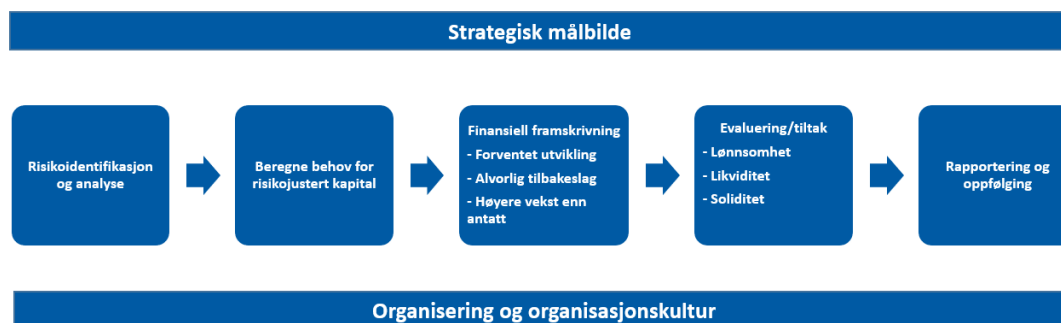 Strategisk målbilde
Risikoidentifikasjon
og analyse
Beregne behov for
risikojustert kapital
Finansiell framskrivning
- Forventet utvikling
- Alvorlig tilbakeslag
- Høyere vekst enn
antatt
Evaluering/tiltak
- Lønnsomhet
- Likviditet
- Soliditet
Rapportering og
oppfølging
Organisering og organisasjonskultur